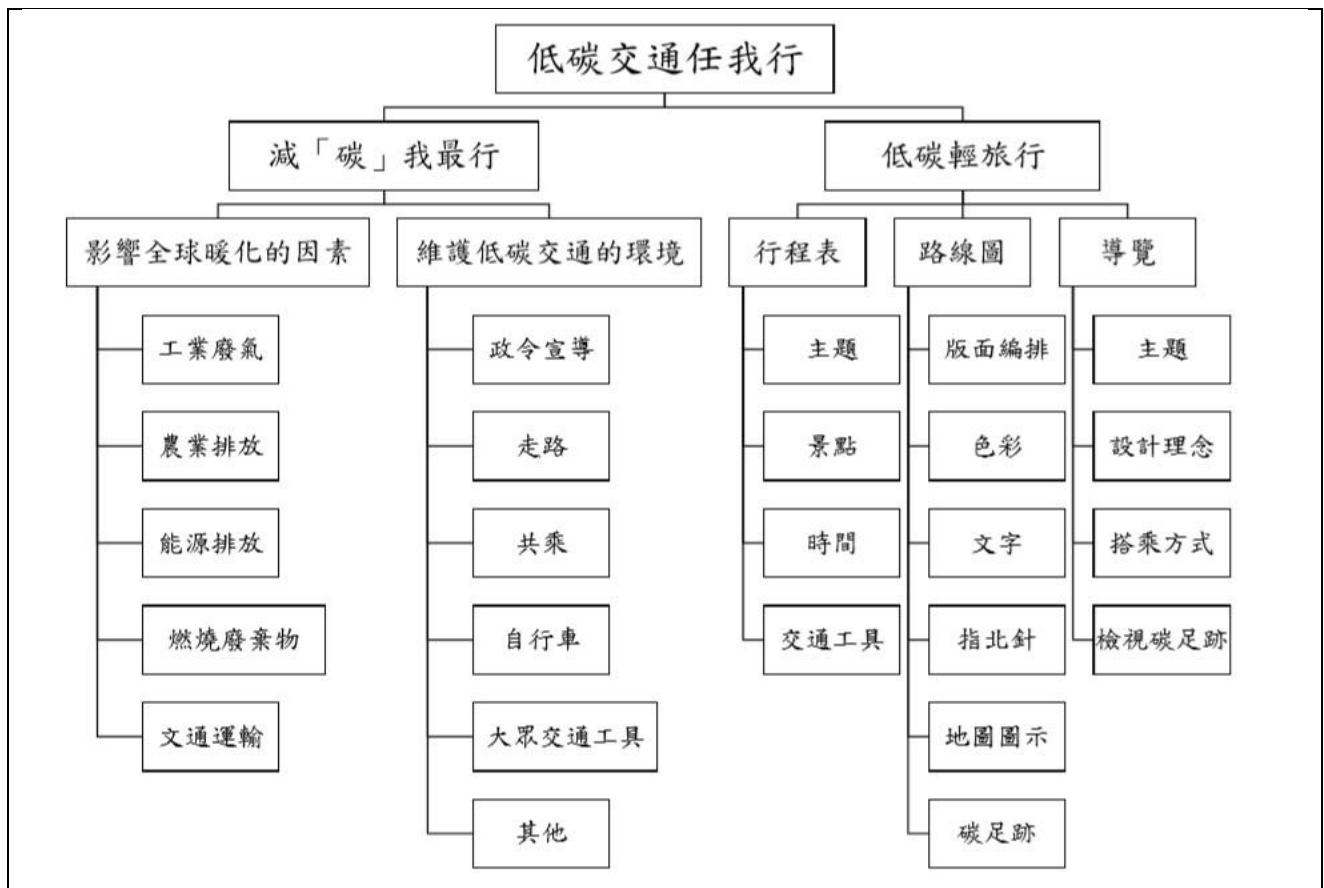 低碳交通任我行
減「碳」我最行
低碳輕旅行
影響全球暖化的因素
維護低碳交通的環境
行程表
路線圖
導覽
工業廢氣
農業排放
能源排放
燃燒廢棄物
文通運輸
政令宣導
走路
共乘
自行車
大眾交通工具
其他
主題
景點
時間
交通工具
版面編排
色彩
文字
指北針
地圖圖示
碳足跡
主題
設計理念
搭乘方式
檢視碳足跡